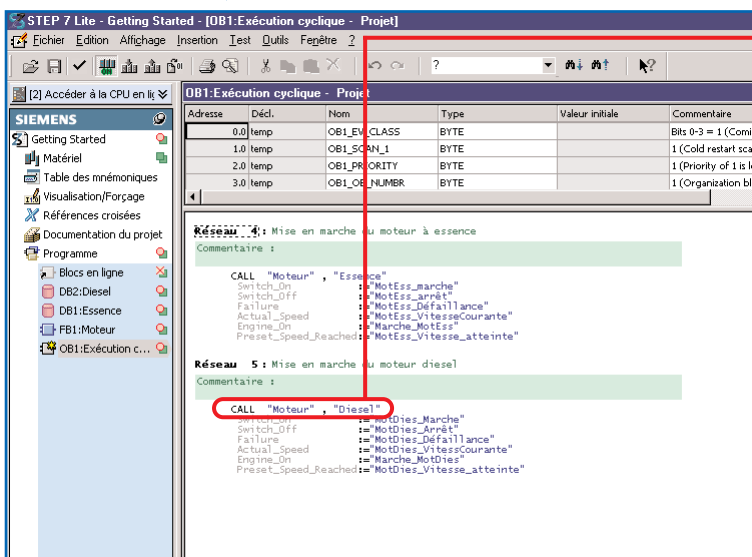 STEP 7 Lite - Getting Started - [OB1:Exécution cyclique - Projet]
Fichier Edition Affichage Insertion Test Outils Fenêtre ?
ON ?
[2] Accéder à la CPU en
OB1:Exécution cyclique - Projet
SIEMENS
Getting Started
Matériel
Table des mnémoniques
Visualisation/Forçage
Références croisées
Documentation du projet
Programme
Blocs en ligne
DB2:Diesel
DB1:Essence
FB1:Moteur
OB1:Exécution c...
Adresse Décl. Nom Type Valeur initiale Commentaire
0.0 temp OB1_EV_CLASS BYTE Bits 0-3 = 1 (Comi
1.0 temp OB1_SCAN_1 BYTE 1 (Cold restart sca
2.0 temp OB1_PRIORITY BYTE 1 (Priority of 1 is l
3.0 temp OB1_OB_NUMBR BYTE 1 (Organization bl
Réseau 4 : Mise en marche du moteur à essence
Commentaire :
CALL "Moteur" , "Essence"
Switch_On :="MotEss_marche"
Switch_Off :="MotEss_arrêt"
Failure :="MotEss_Défaillance"
Actual_Speed :="MotEss_VitesseCourante"
Engine_On :="Marche_MotEss"
Preset_Speed_Reached:="MotEss_Vitesse_atteinte"
Réseau 5 : Mise en marche du moteur diesel
Commentaire :
CALL "Moteur" , "Diesel"
Switch_On :="MotDies_Marche"
Switch_Off :="MotDies_Arrêt"
Failure :="MotDies_Défaillance"
Actual_Speed :="MotDies_VitessCourante"
Engine_On :="Marche_MotDies"
Preset_Speed_Reached:="MotDies_Vitesse_atteinte"